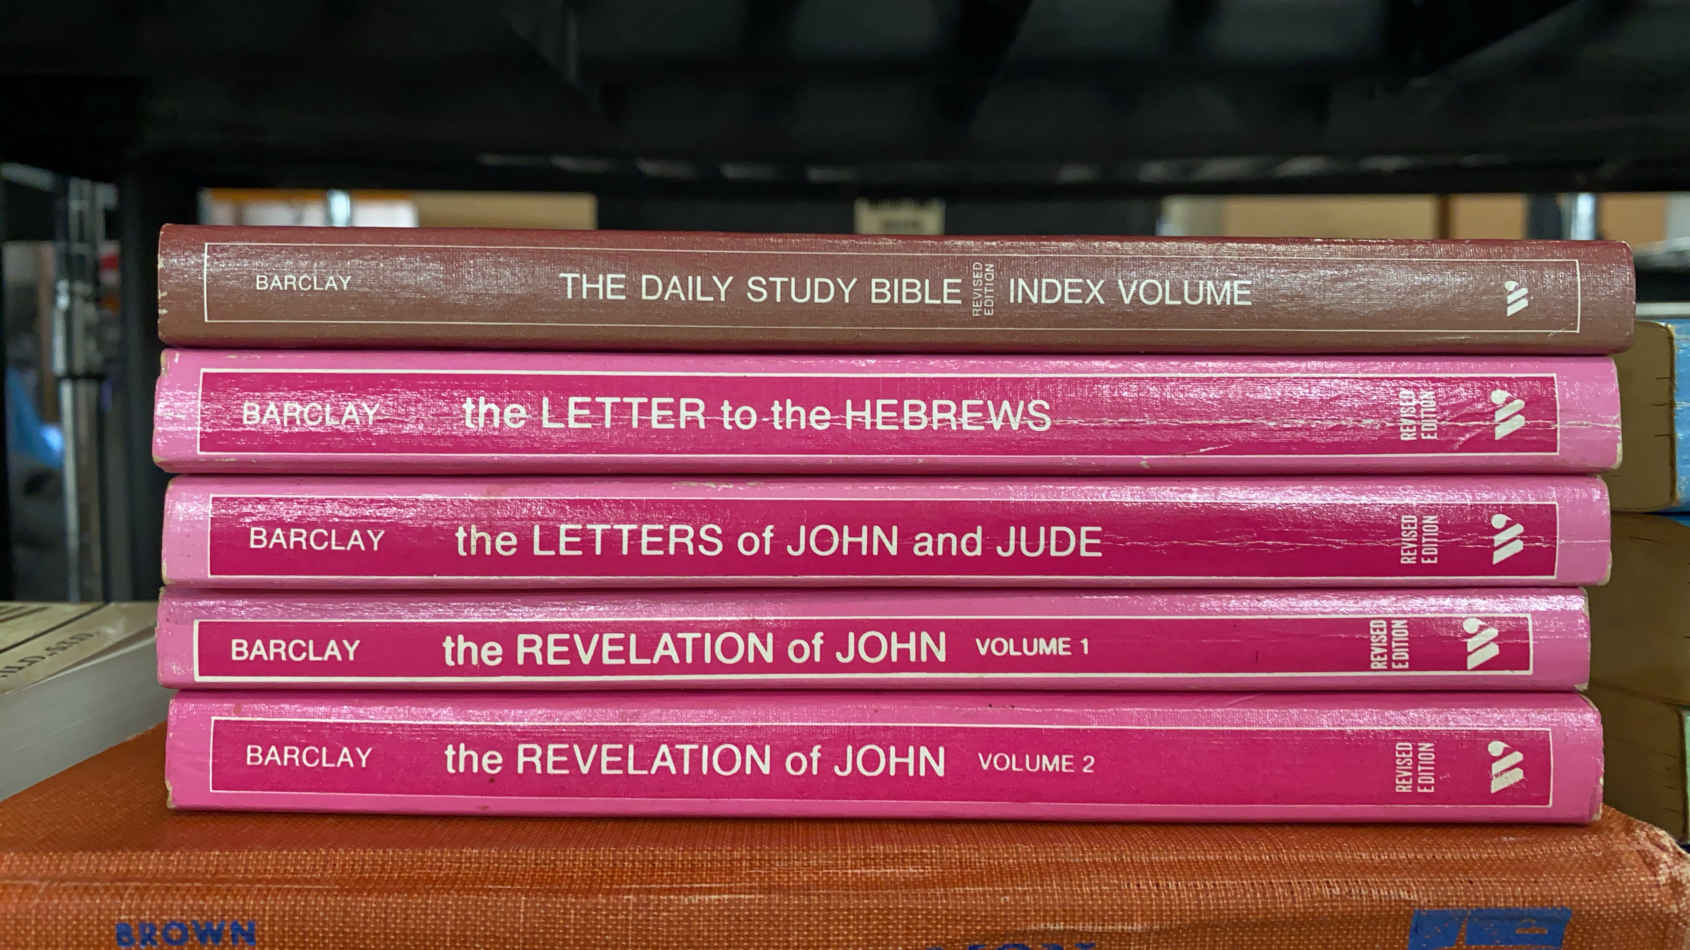 BARCLAY THE DAILY STUDY BIBLE REVISED EDITION INDEX VOLUME
BARCLAY the LETTER to the HEBREWS REVISED EDITION
BARCLAY the LETTERS of JOHN and JUDE REVISED EDITION
BARCLAY the REVELATION of JOHN VOLUME 1 REVISED EDITION
BARCLAY the REVELATION of JOHN VOLUME 2 REVISED EDITION
BROWN